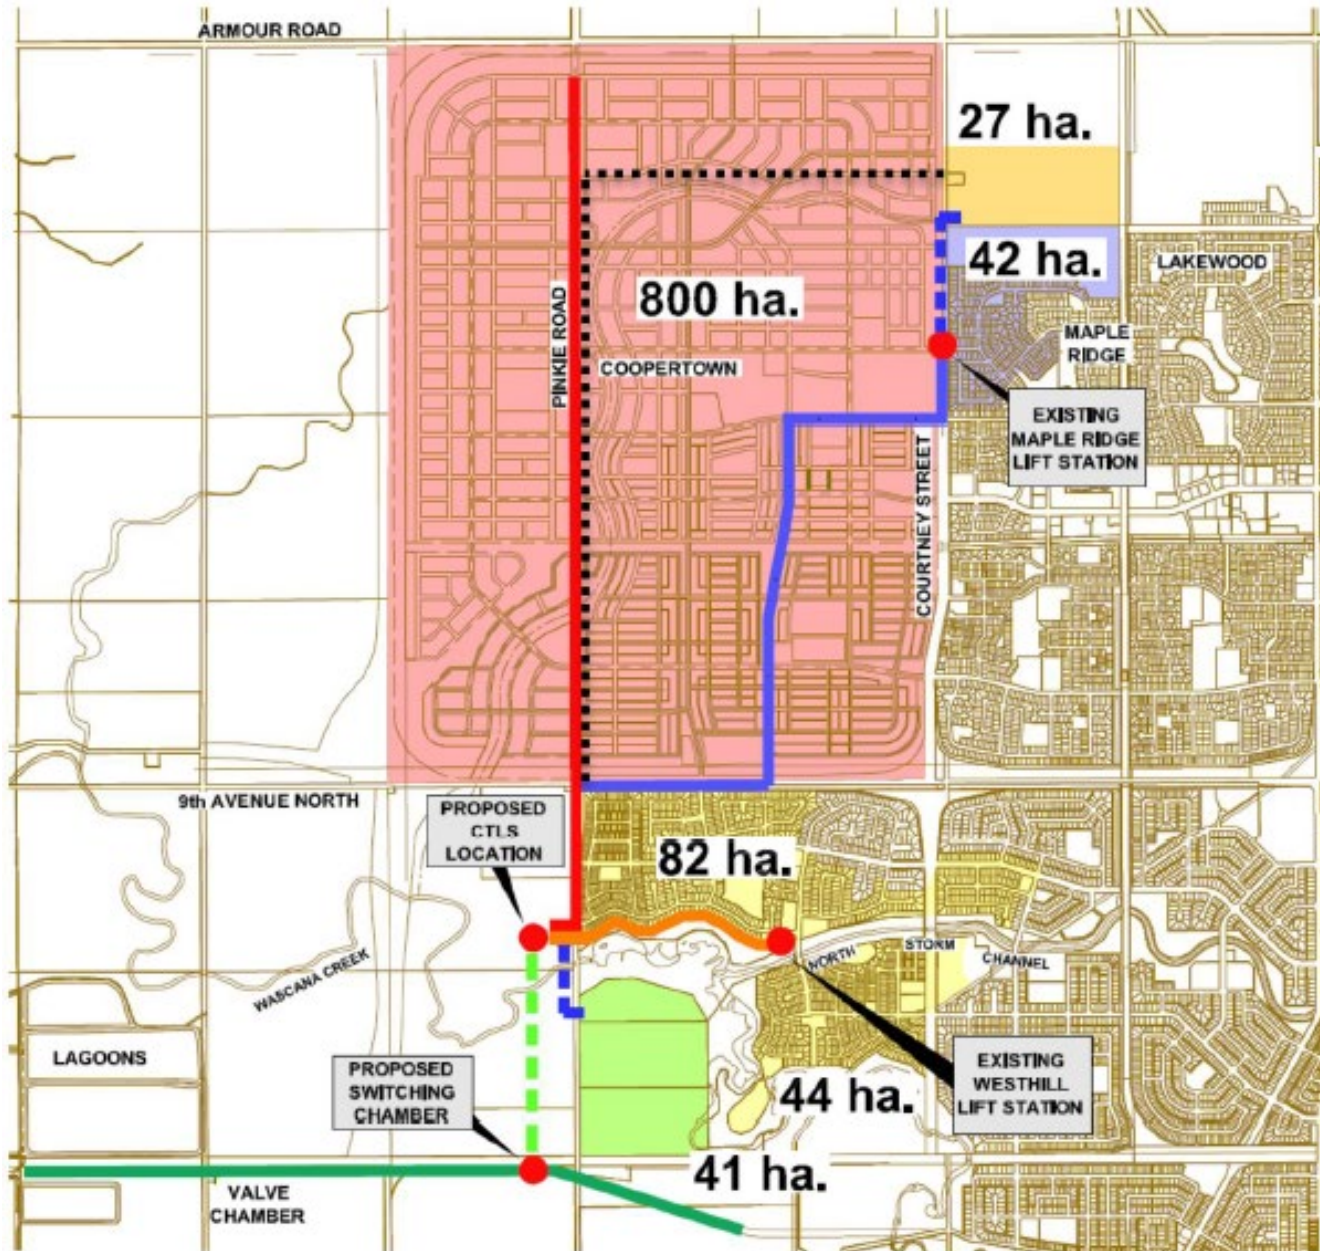 ARMOUR ROAD
27 ha.
42 ha.
LAKEWOOD
800 ha.
PINKIE ROAD
MAPLE
RIDGE
COOPERTOWN
EXISTING
MAPLE RIDGE
LIFT STATION
COURTNEY STREET
9th AVENUE NORTH
PROPOSED
CTLS
LOCATION
82 ha.
WASCANA CREEK
NORTH
STORM
CHANNEL
LAGOONS
PROPOSED
SWITCHING
CHAMBER
EXISTING
WESTHILL
LIFT STATION
44 ha.
41 ha.
VALVE
CHAMBER